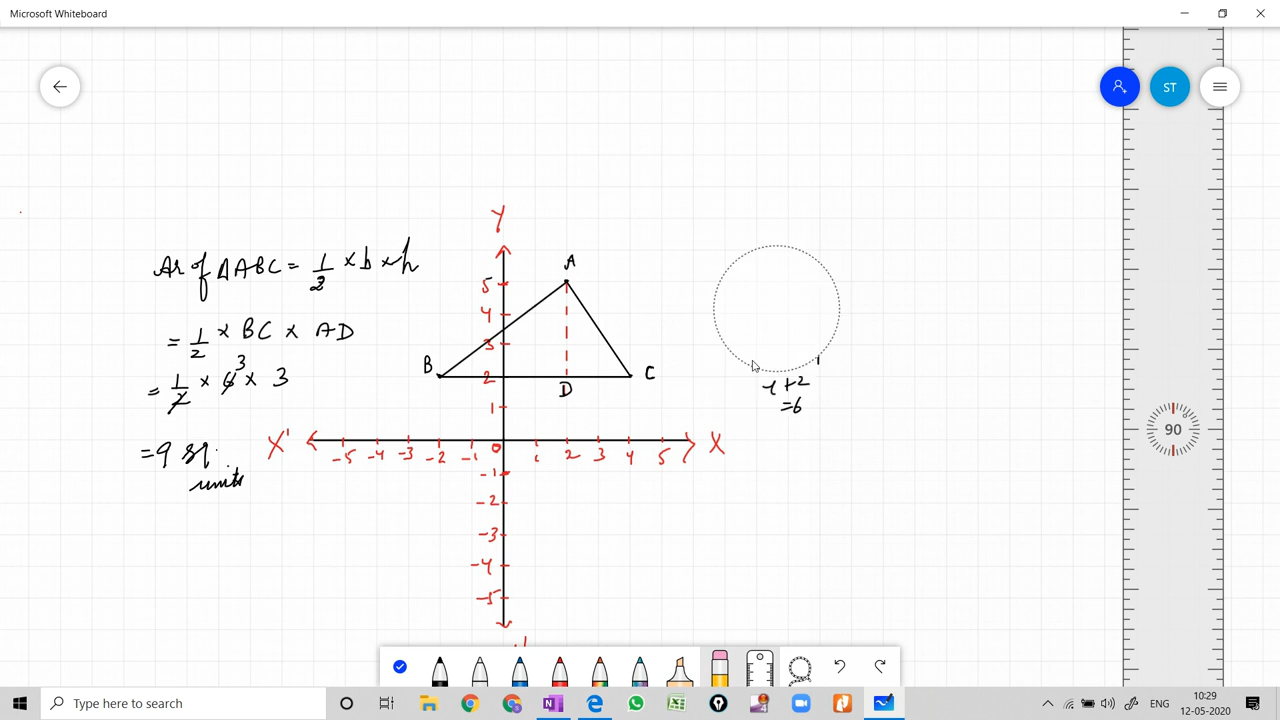 Microsoft Whiteboard
ST
Y
Ar of ΔABC = 1/2 × b × h
= 1/2 × BC × AD
= 1/2 × 6 3 × 3
= 9 sq.
units
A
B
C
D
5
4
3
2
1
X'
X
-5 -4 -3 -2 -1 0 1 2 3 4 5
-1
-2
-3
-4
-5
4+2
=6
90
Type here to search
ENG
10:29
12-05-2020